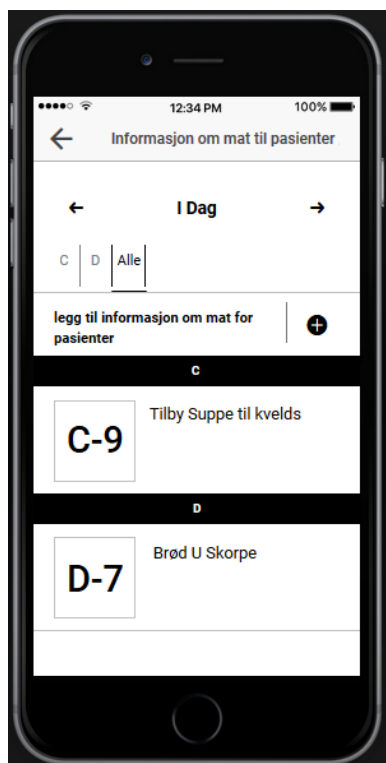 12:34 PM 100%
Informasjon om mat til pasienter
I Dag
C D Alle
legg til informasjon om mat for
pasienter
C
C-9 Tilby Suppe til kvelds
D
D-7 Brød U Skorpe